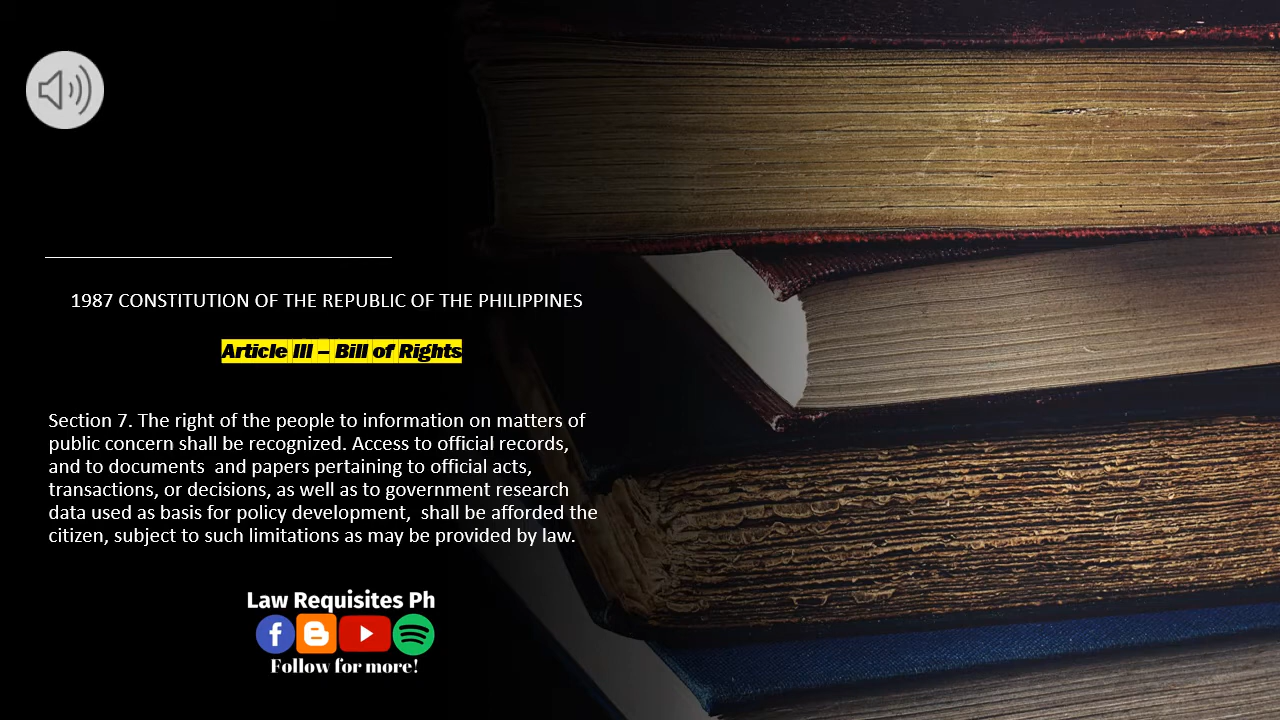 1987 CONSTITUTION OF THE REPUBLIC OF THE PHILIPPINES
Article III – Bill of Rights
Section 7. The right of the people to information on matters of
public concern shall be recognized. Access to official records,
and to documents  and papers pertaining to official acts,
transactions, or decisions, as well as to government research
data used as basis for policy development,  shall be afforded the
citizen, subject to such limitations as may be provided by law.
Law Requisites Ph
Follow for more!